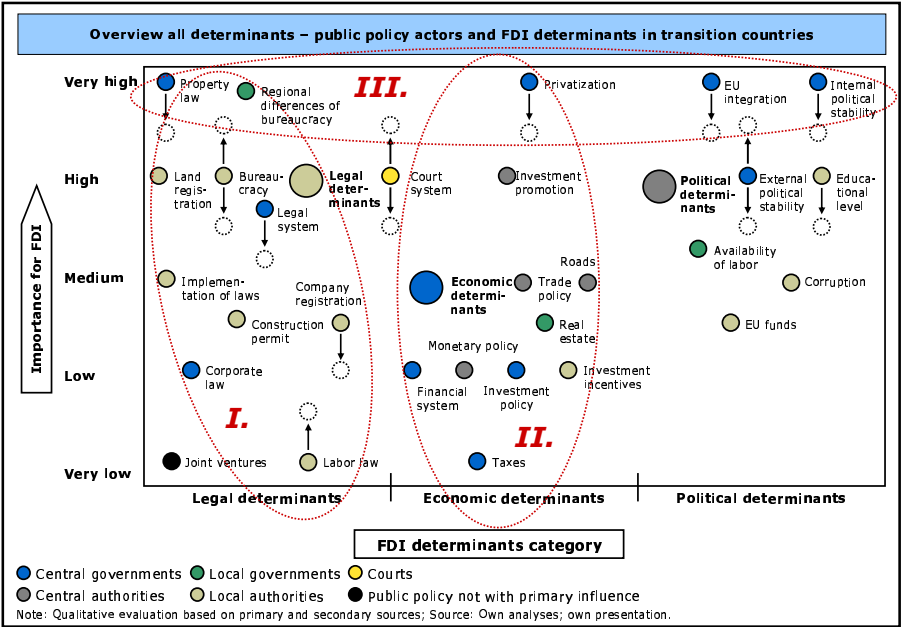 Overview all determinants – public policy actors and FDI determinants in transition countries
Importance for FDI
Very high
High
Medium
Low
Very low
Property
law
Regional
differences of
bureaucracy
III.
Privatization
EU
integration
Internal
political
stability
Land
regis-
tration
Bureau-
cracy
Legal
deter-
minants
Court
system
Investment
promotion
Political
determi-
nants
External
political
stability
Educa-
tional
level
Legal
system
Availability
of labor
Implemen-
tation of laws
Company
registration
Economic
determi-
nants
Trade
policy
Roads
Corruption
Construction
permit
Real
estate
EU funds
Monetary policy
Corporate
law
Financial
system
Investment
policy
Investment
incentives
I.
II.
Joint ventures
Labor law
Taxes
Legal determinants
Economic determinants
Political determinants
FDI determinants category
Central governments
Local governments
Courts
Central authorities
Local authorities
Public policy not with primary influence
Note: Qualitative evaluation based on primary and secondary sources; Source: Own analyses; own presentation.